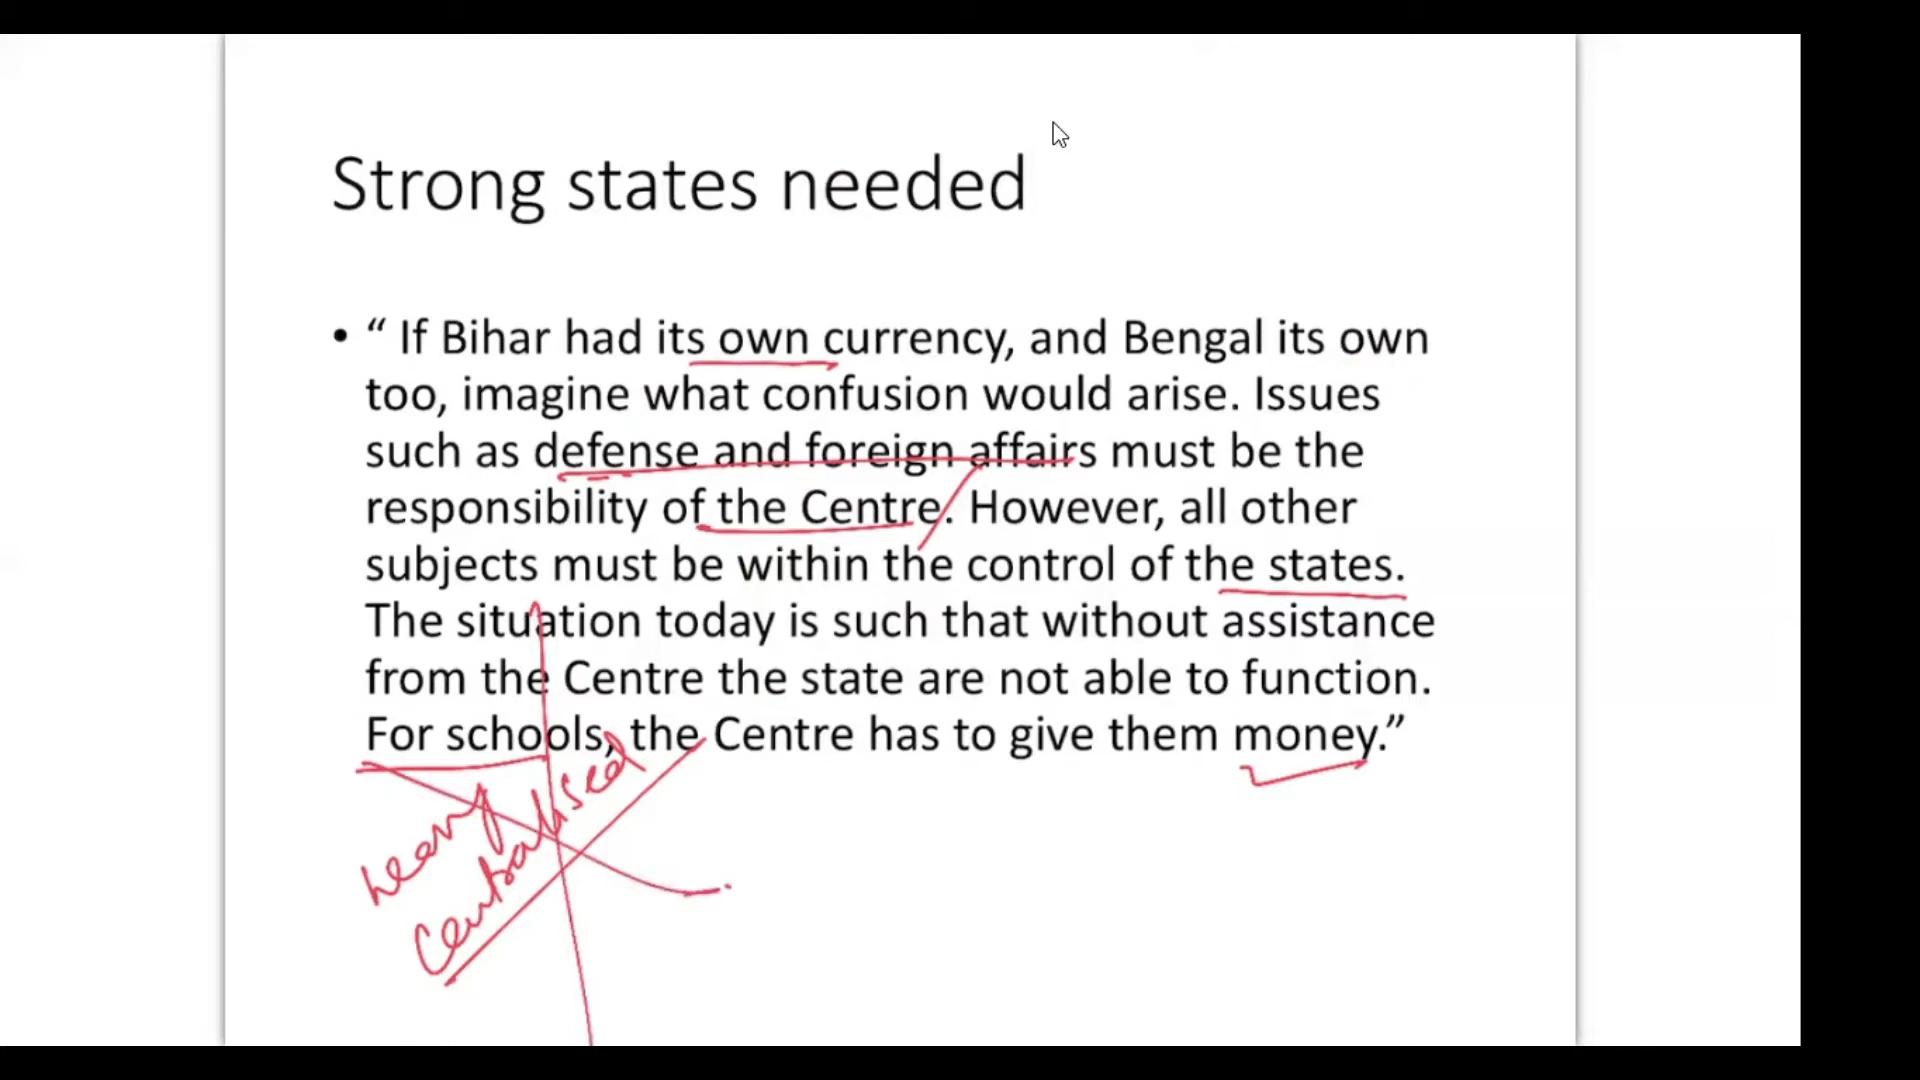 Strong states needed
• “ If Bihar had its own currency, and Bengal its own
too, imagine what confusion would arise. Issues
such as defense and foreign affairs must be the
responsibility of the Centre. However, all other
subjects must be within the control of the states.
The situation today is such that without assistance
from the Centre the state are not able to function.
For schools, the Centre has to give them money.”
heavy
Centralised